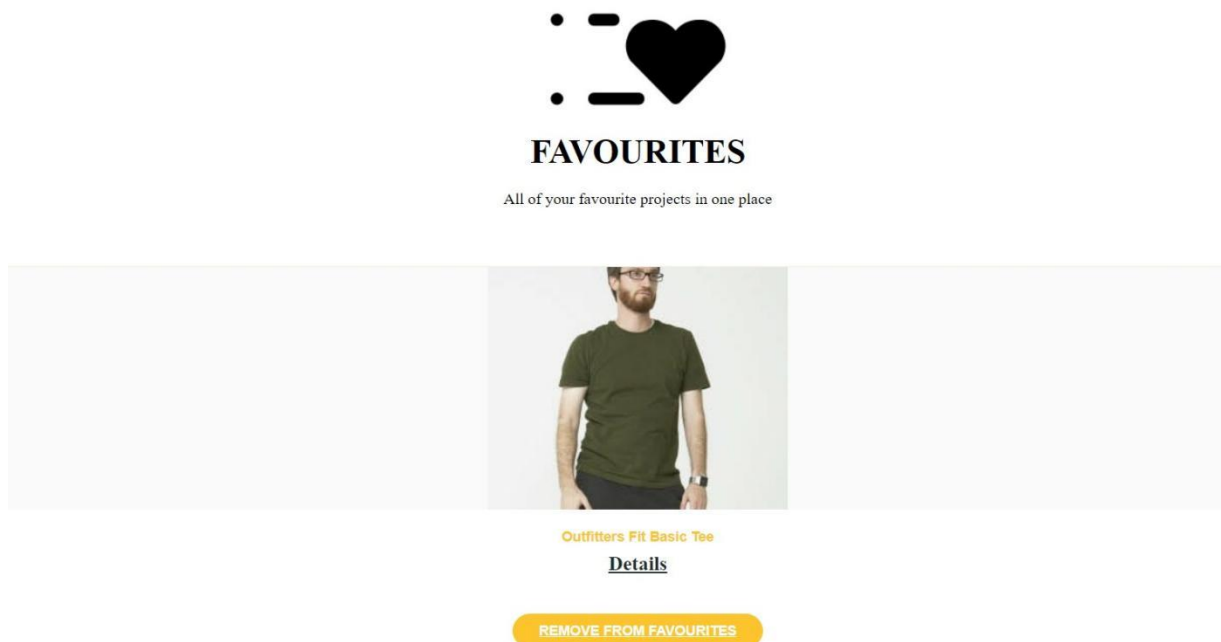 FAVOURITES
All of your favourite projects in one place
Outfitters Fit Basic Tee
Details
REMOVE FROM FAVOURITES